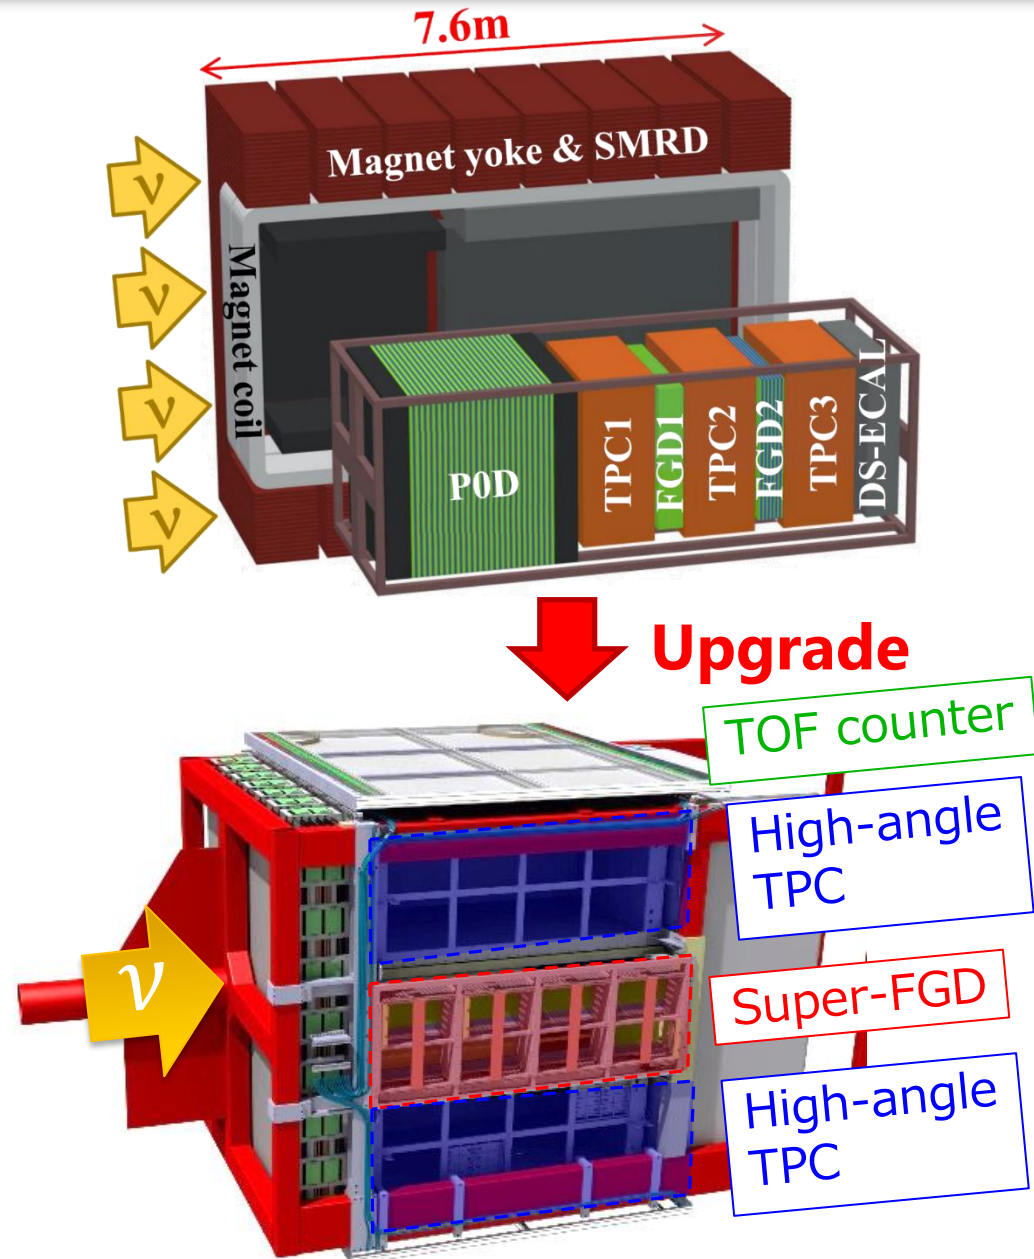 7.6m
Magnet yoke & SMRD
ν
ν
ν
ν
Magnet coil
P0D
TPC1
FGD1
TPC2
FGD2
TPC3
DS-ECAL
Upgrade
TOF counter
High-angle
TPC
ν
Super-FGD
High-angle
TPC